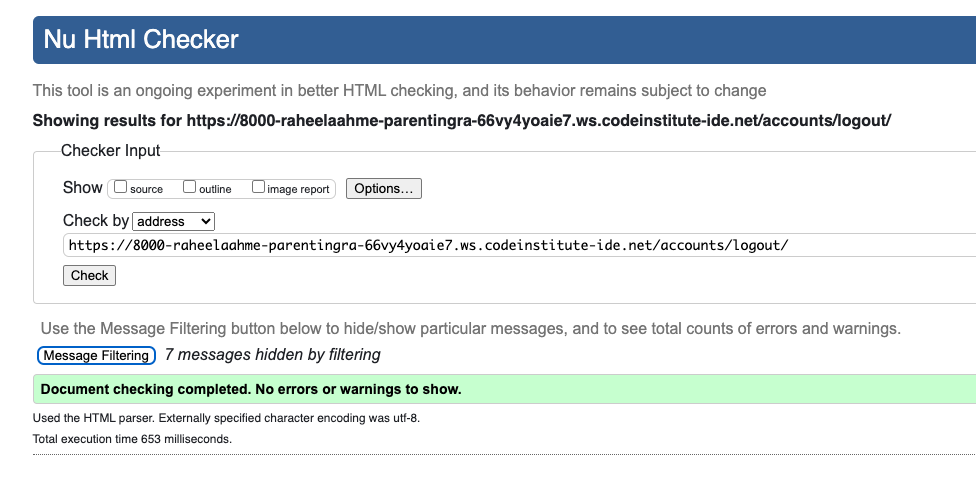 Nu Html Checker
This tool is an ongoing experiment in better HTML checking, and its behavior remains subject to change
Showing results for https://8000-raheelaahme-parentingra-66vy4yoaie7.ws.codeinstitute-ide.net/accounts/logout/
Checker Input
Show source outline image report Options...
Check by address
https://8000-raheelaahme-parentingra-66vy4yoaie7.ws.codeinstitute-ide.net/accounts/logout/
Check
Use the Message Filtering button below to hide/show particular messages, and to see total counts of errors and warnings.
Message Filtering 7 messages hidden by filtering
Document checking completed. No errors or warnings to show.
Used the HTML parser. Externally specified character encoding was utf-8.
Total execution time 653 milliseconds.